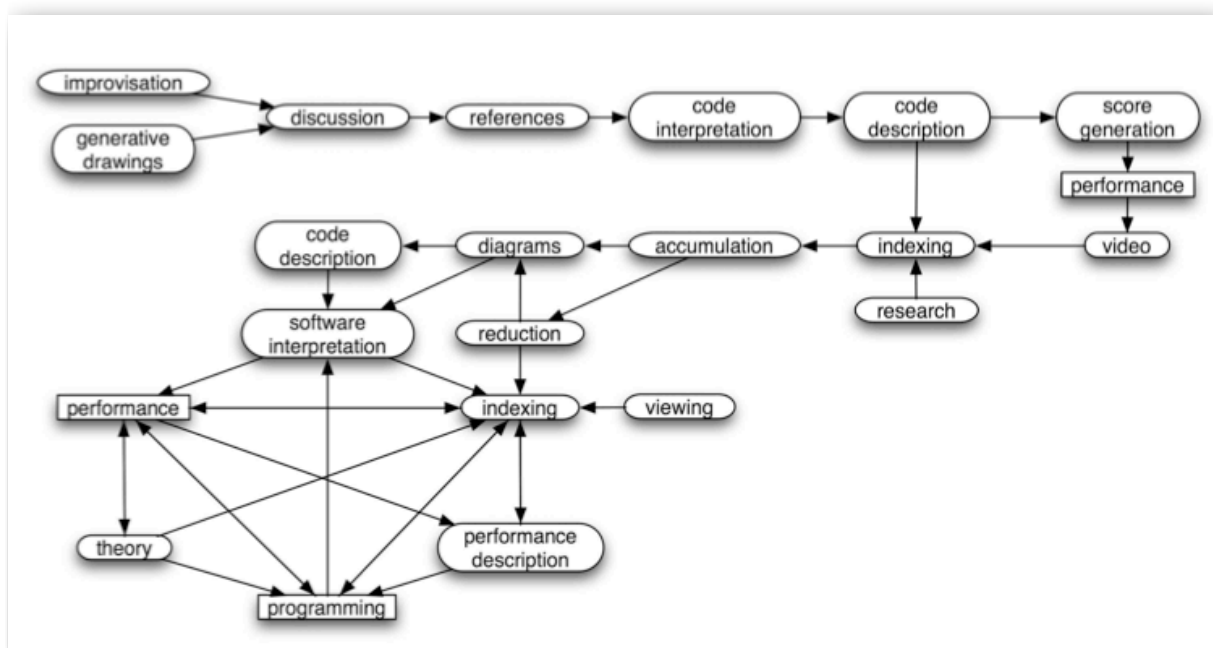 improvisation
generative
drawings
discussion
references
code
interpretation
code
description
score
generation
performance
code
description
diagrams
accumulation
indexing
video
research
software
interpretation
reduction
performance
indexing
viewing
theory
performance
description
programming